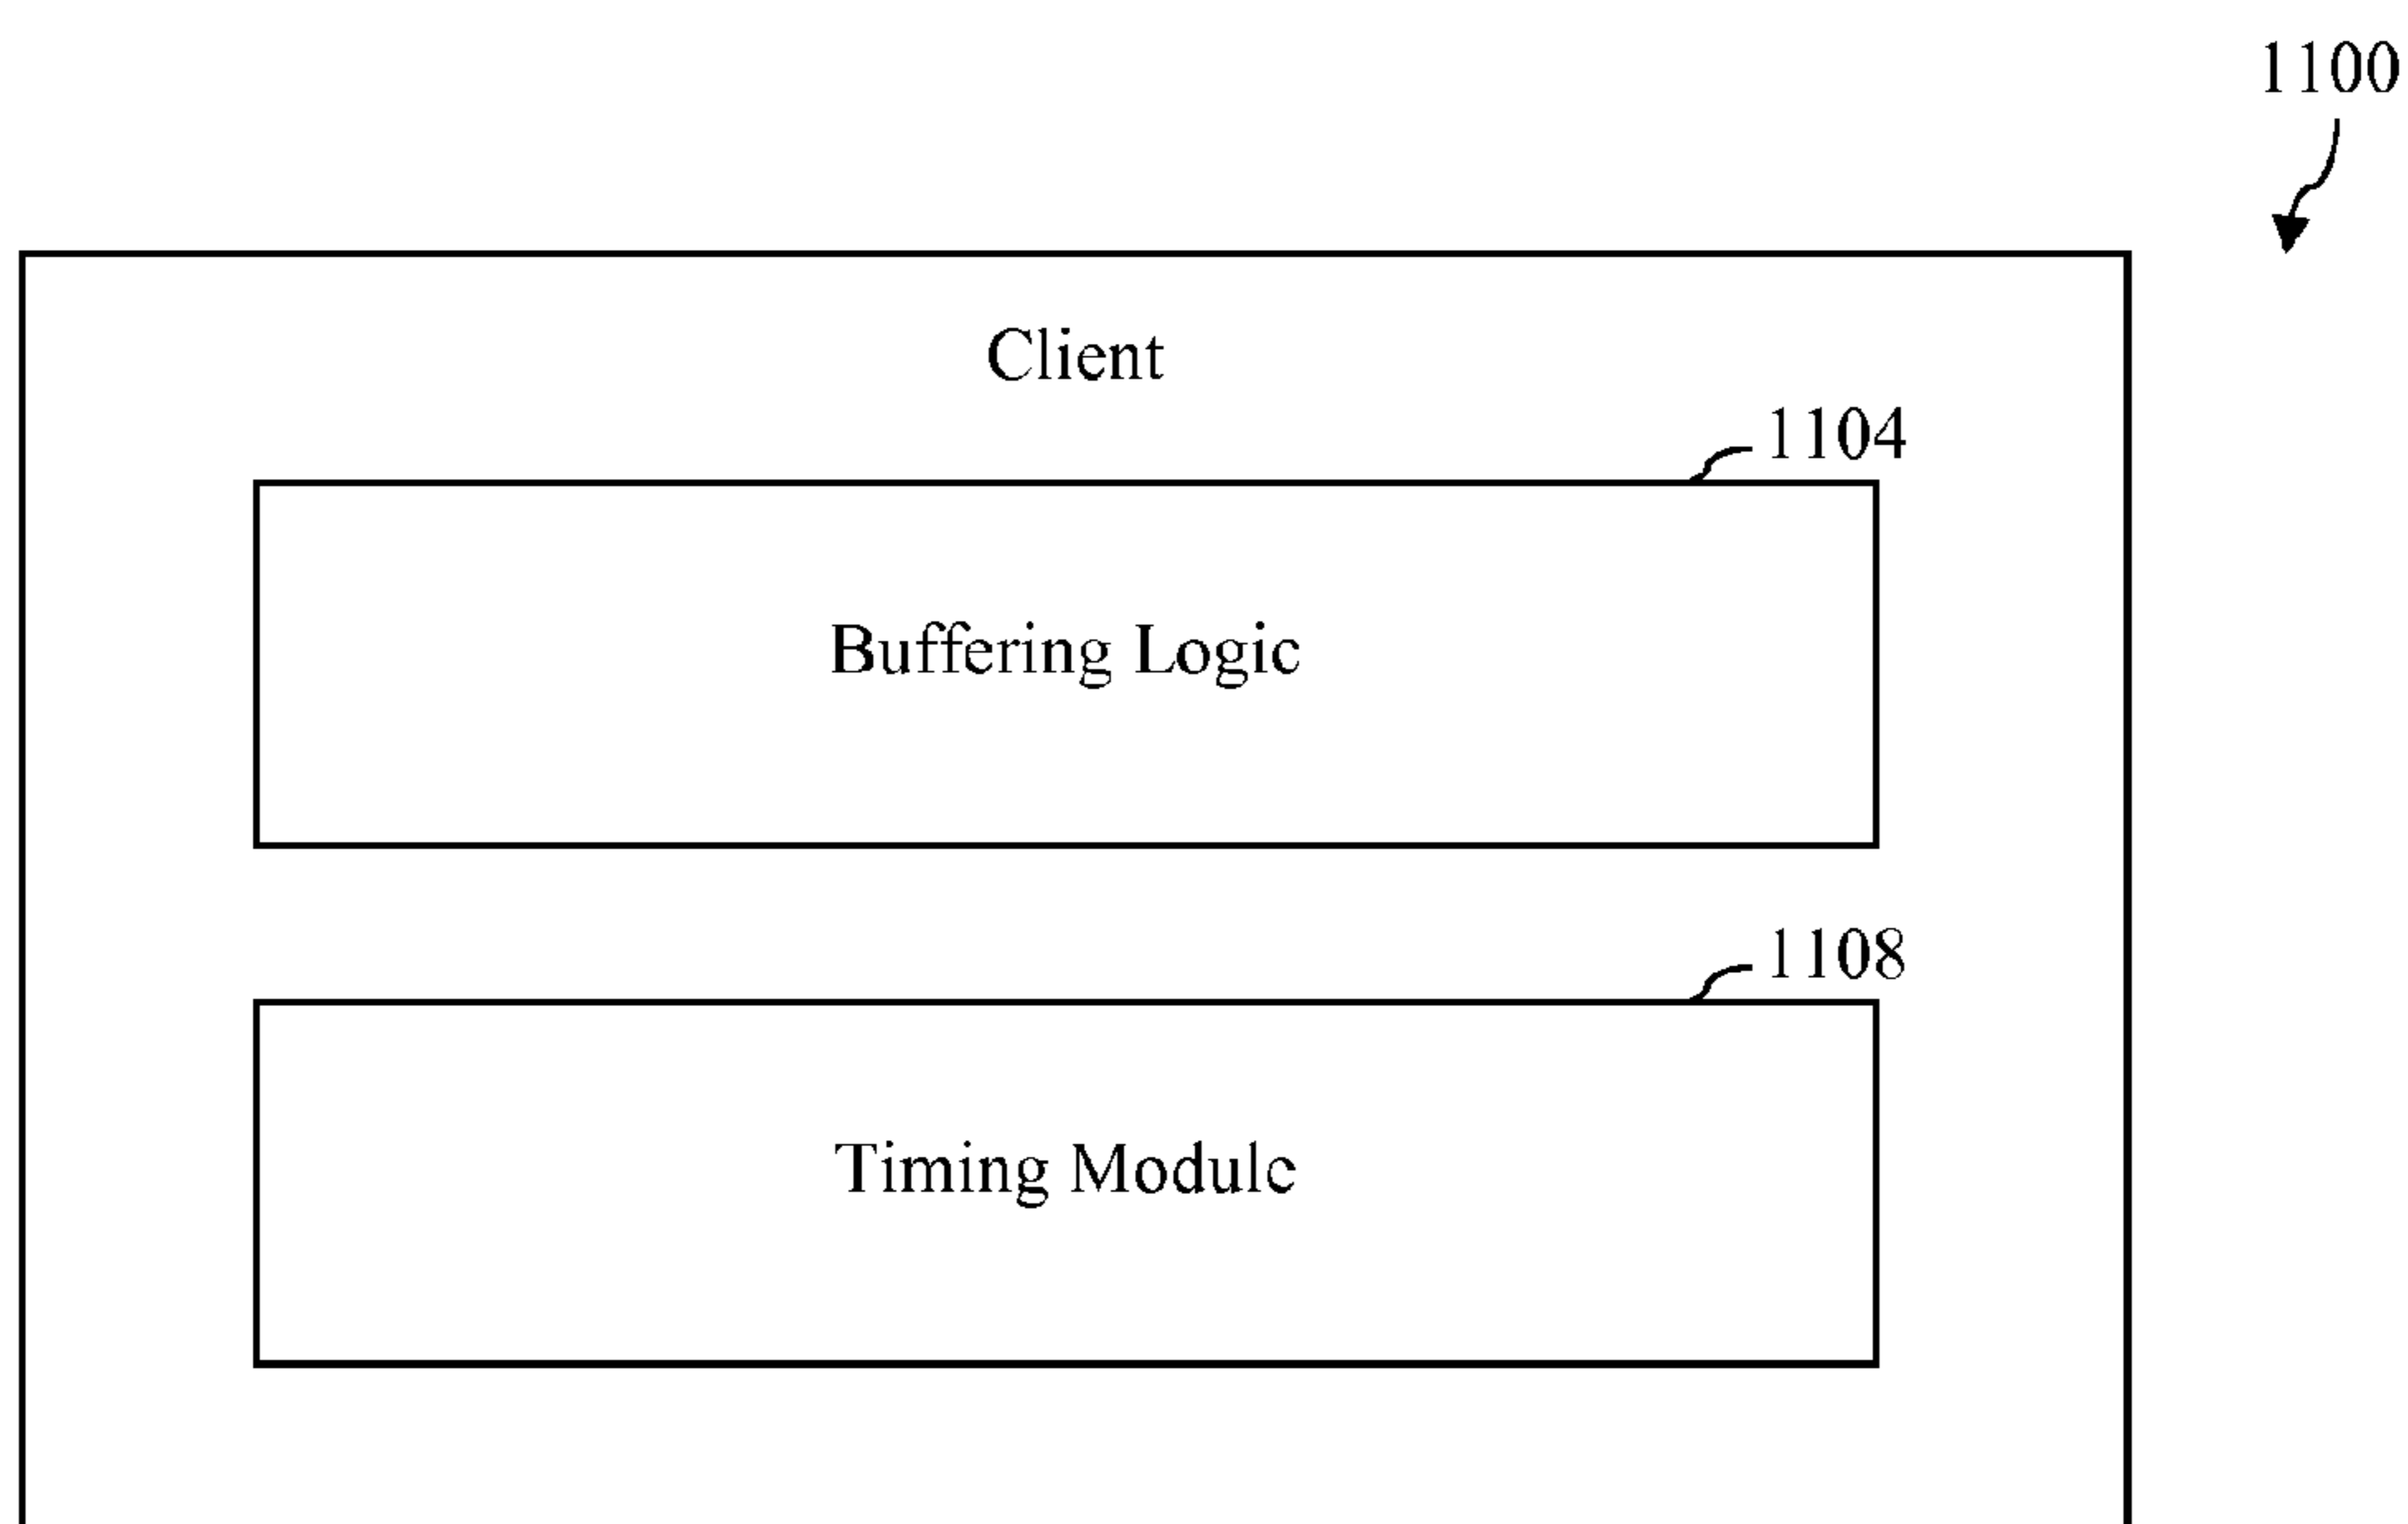 1100
Client
1104
Buffering Logic
1108
Timing Module